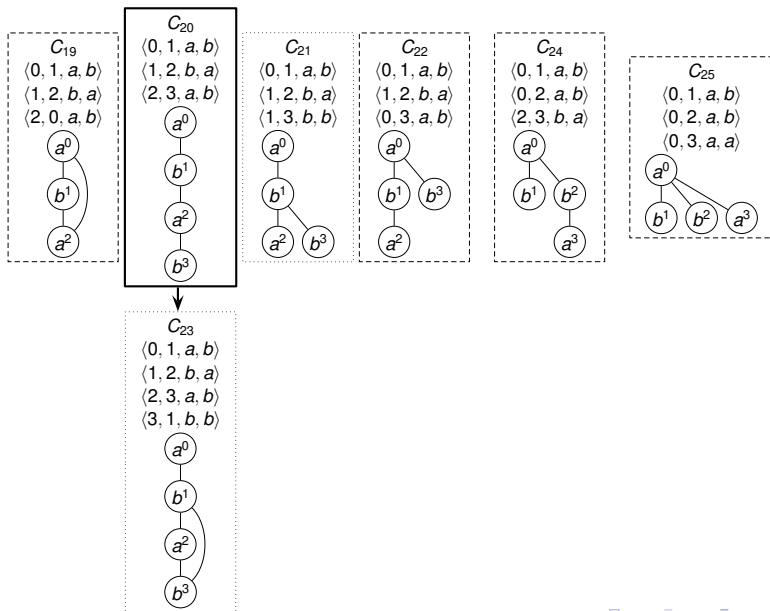 C₁₉
⟨0, 1, a, b⟩
⟨1, 2, b, a⟩
⟨2, 0, a, b⟩
a⁰
b¹
a²
C₂₀
⟨0, 1, a, b⟩
⟨1, 2, b, a⟩
⟨2, 3, a, b⟩
a⁰
b¹
a²
b³
C₂₁
⟨0, 1, a, b⟩
⟨1, 2, b, a⟩
⟨1, 3, b, b⟩
a⁰
b¹
a² b³
C₂₂
⟨0, 1, a, b⟩
⟨1, 2, b, a⟩
⟨0, 3, a, b⟩
a⁰
b¹ b³
a²
C₂₄
⟨0, 1, a, b⟩
⟨0, 2, a, b⟩
⟨2, 3, b, a⟩
a⁰
b¹ b²
a³
C₂₅
⟨0, 1, a, b⟩
⟨0, 2, a, b⟩
⟨0, 3, a, a⟩
a⁰
b¹ b² a³
C₂₃
⟨0, 1, a, b⟩
⟨1, 2, b, a⟩
⟨2, 3, a, b⟩
⟨3, 1, b, b⟩
a⁰
b¹
a²
b³